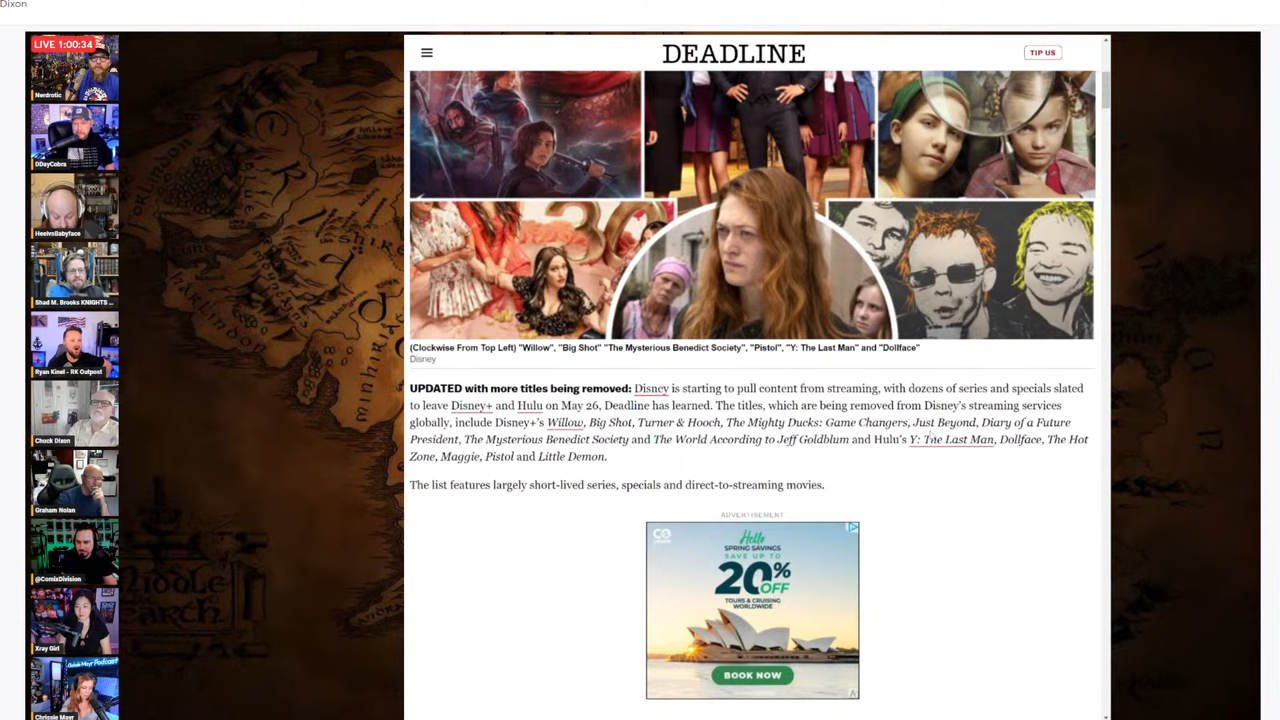 Dixon
LIVE 1:00:34
Nerdrotic
DDayCobra
HeelvsBabyface
Shad M. Brooks KNIGHTS ...
Ryan Kinel - RK Outpost
Chuck Dixon
Graham Nolan
@ComixDivision
Xray Girl
Chrissie Mayr Podcast
Chrissie Mayr
DEADLINE
TIP US
30
(Clockwise From Top Left) "Willow", "Big Shot" "The Mysterious Benedict Society", "Pistol", "Y: The Last Man" and "Dollface"
Disney
UPDATED with more titles being removed: Disney is starting to pull content from streaming, with dozens of series and specials slated
to leave Disney+ and Hulu on May 26, Deadline has learned. The titles, which are being removed from Disney's streaming services
globally, include Disney+'s Willow, Big Shot, Turner & Hooch, The Mighty Ducks: Game Changers, Just Beyond, Diary of a Future
President, The Mysterious Benedict Society and The World According to Jeff Goldblum and Hulu's Y: The Last Man, Dollface, The Hot
Zone, Maggie, Pistol and Little Demon.
The list features largely short-lived series, specials and direct-to-streaming movies.
ADVERTISEMENT
Hello
SPRING SAVINGS
SAVE UP TO
20%
OFF
TOURS & CRUISING
WORLDWIDE
BOOK NOW
MIDDLE
EARTH